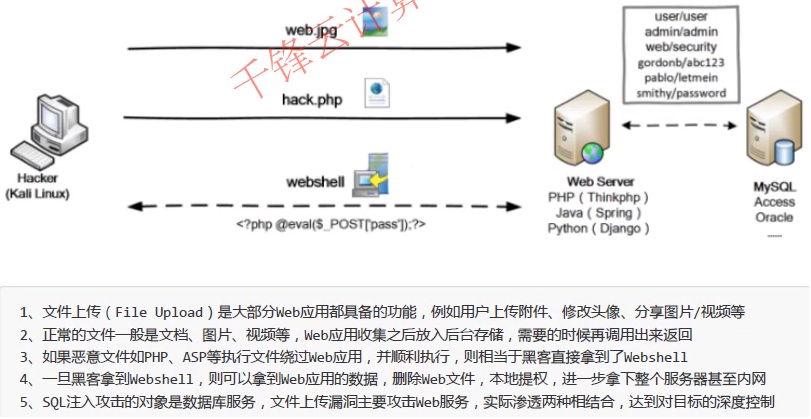 web.jpg
千锋云计算
user/user
admin/admin
web/security
gordonb/abc123
pablo/letmein
smithy/password
hack.php
Hacker
(Kali Linux)
webshell
<?php @eval($_POST['pass']);?>
Web Server
PHP（Thinkphp）
Java（Spring）
Python（Django）
MySQL
Access
Oracle
......
1、文件上传（File Upload）是大部分Web应用都具备的功能，例如用户上传附件、修改头像、分享图片/视频等
2、正常的文件一般是文档、图片、视频等，Web应用收集之后放入后台存储，需要的时候再调用出来返回
3、如果恶意文件如PHP、ASP等执行文件绕过Web应用，并顺利执行，则相当于黑客直接拿到了Webshell
4、一旦黑客拿到Webshell，则可以拿到Web应用的数据，删除Web文件，本地提权，进一步拿下整个服务器甚至内网
5、SQL注入攻击的对象是数据库服务，文件上传漏洞主要攻击Web服务，实际渗透两种相结合，达到对目标的深度控制